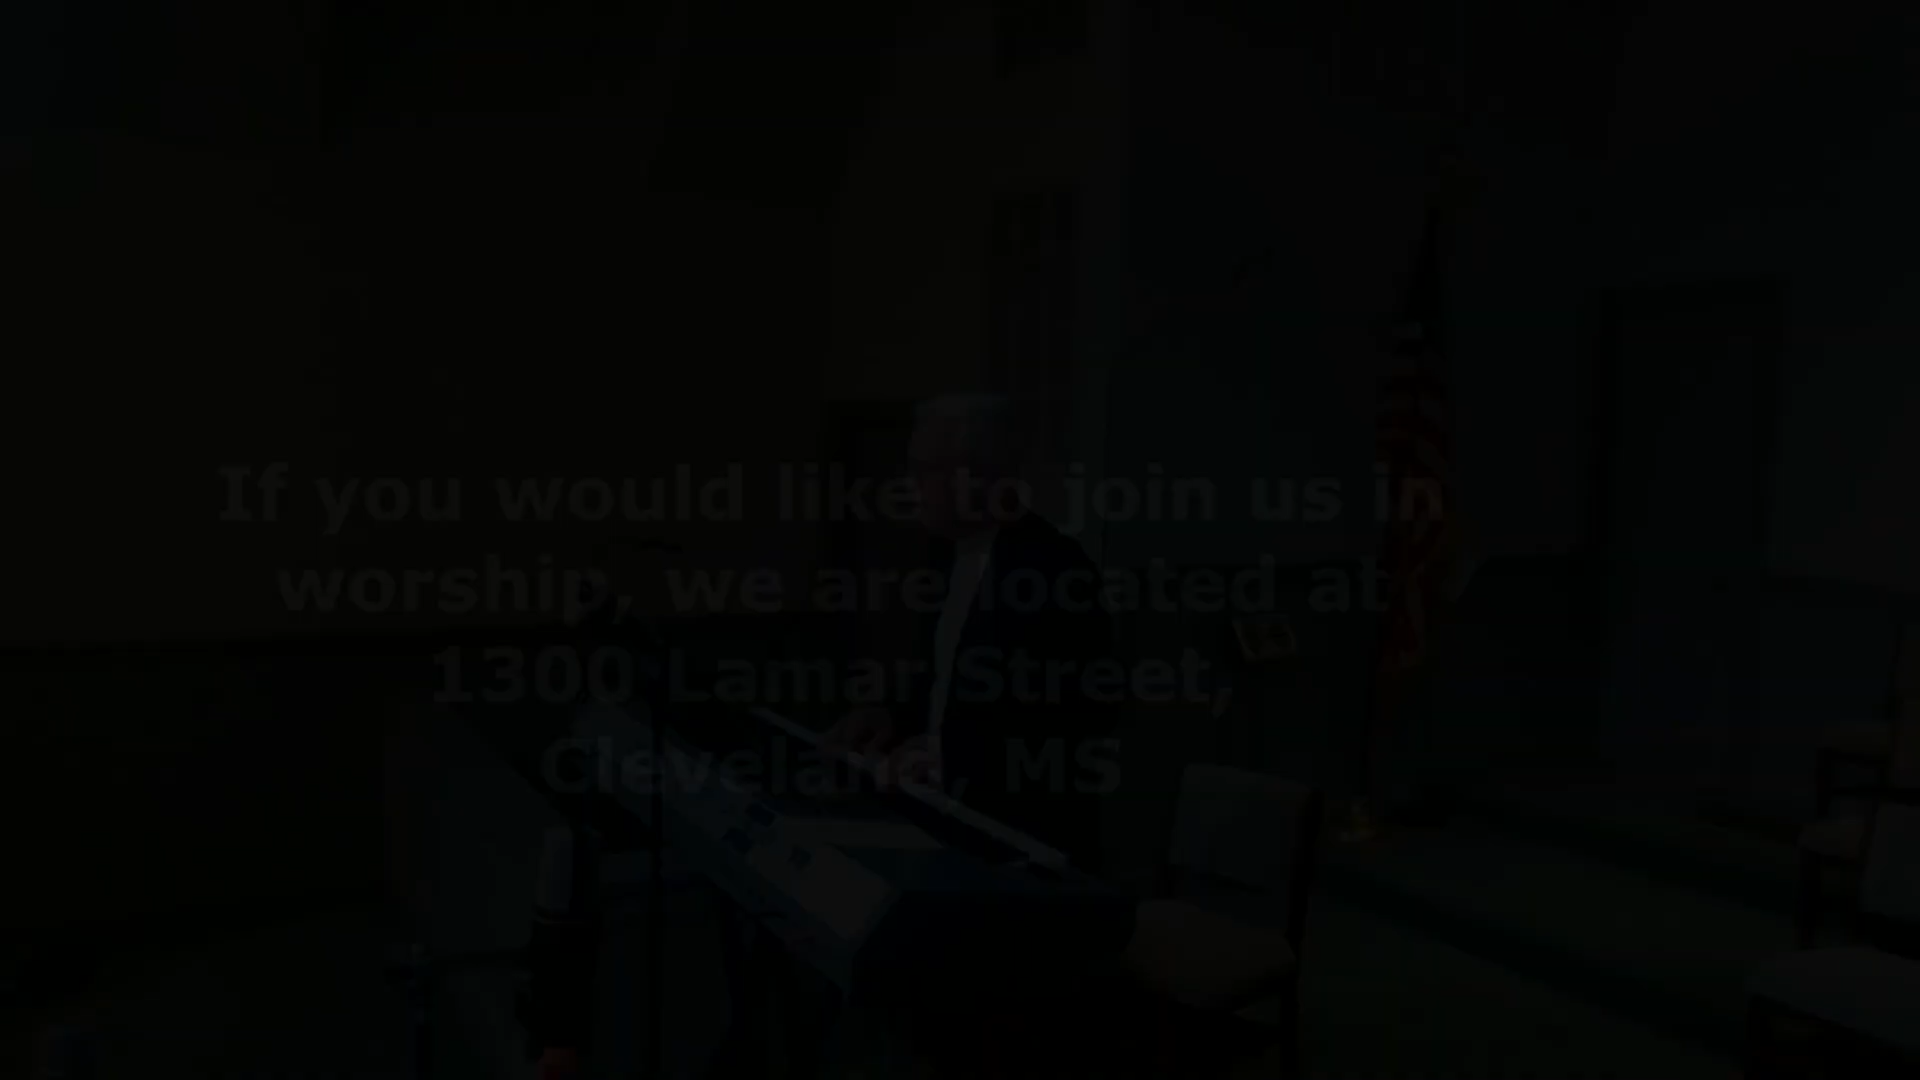 If you would like to join us in
worship, we are located at
1300 Lamar Street,
Cleveland, MS